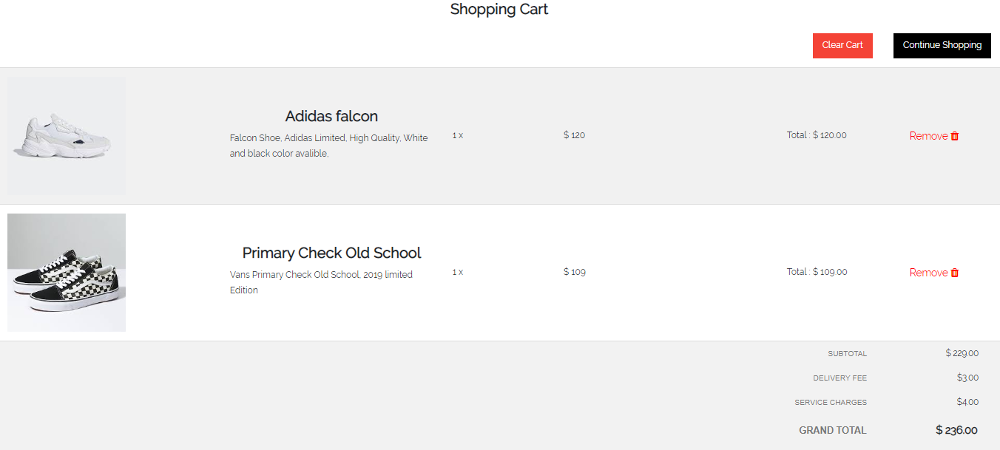 Shopping Cart
Clear Cart Continue Shopping
Adidas falcon
Falcon Shoe, Adidas Limited, High Quality, White
and black color avalible,
1 x $ 120 Total : $ 120.00 Remove
Primary Check Old School
Vans Primary Check Old School, 2019 limited
Edition
1 x $ 109 Total : $ 109.00 Remove
SUBTOTAL $ 229.00
DELIVERY FEE $3.00
SERVICE CHARGES $4.00
GRAND TOTAL $ 236.00